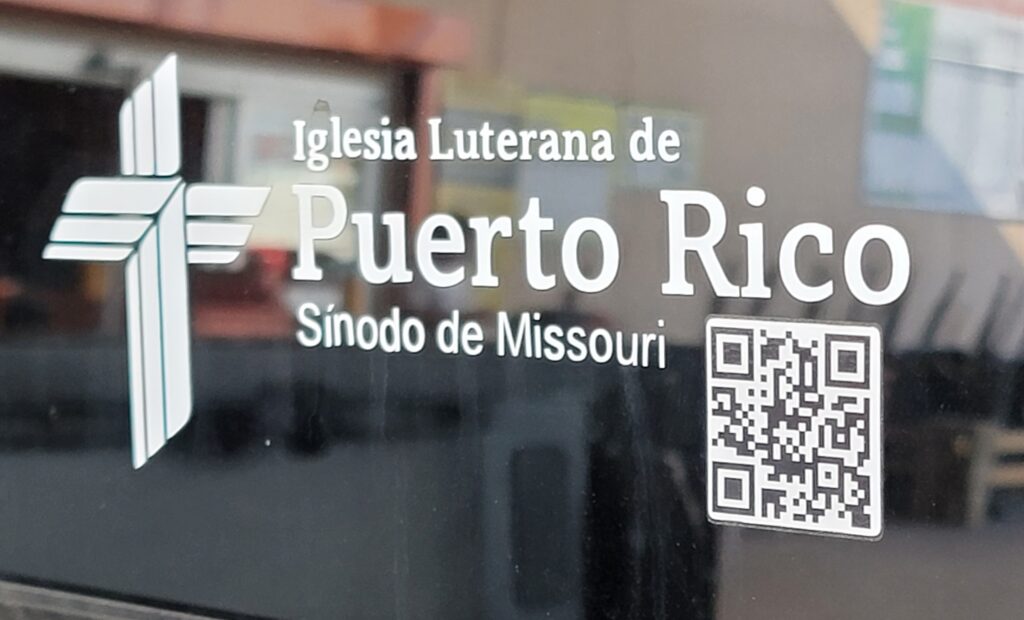 Iglesia Luterana de
Puerto Rico
Sínodo de Missouri